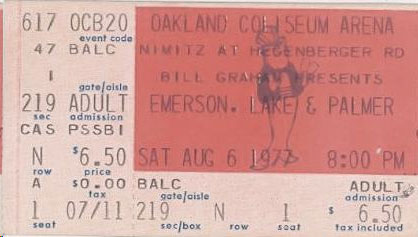 617 OCB20 OAKLAND COLISEUM ARENA
event code
47 BALC NIMITZ AT HEGENBERGER RD
1 BILL GRAHAM PRESENTS
gate/aisle
219 ADULT EMERSON. LAKE & PALMER
sec admission
CAS PSSBI
N $6.50 SAT AUG 6 1977 8:00 PM
row price
A $0.00 BALC ADULT
tax gate/aisle admission
1 07/11 219 N 1 $6.50
seat sec/box row seat tax included